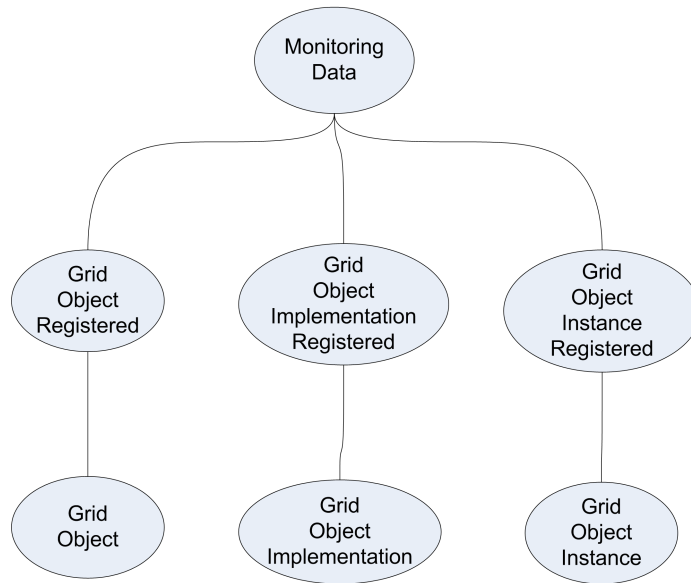 Monitoring
Data
Grid
Object
Registered
Grid
Object
Implementation
Registered
Grid
Object
Instance
Registered
Grid
Object
Grid
Object
Implementation
Grid
Object
Instance